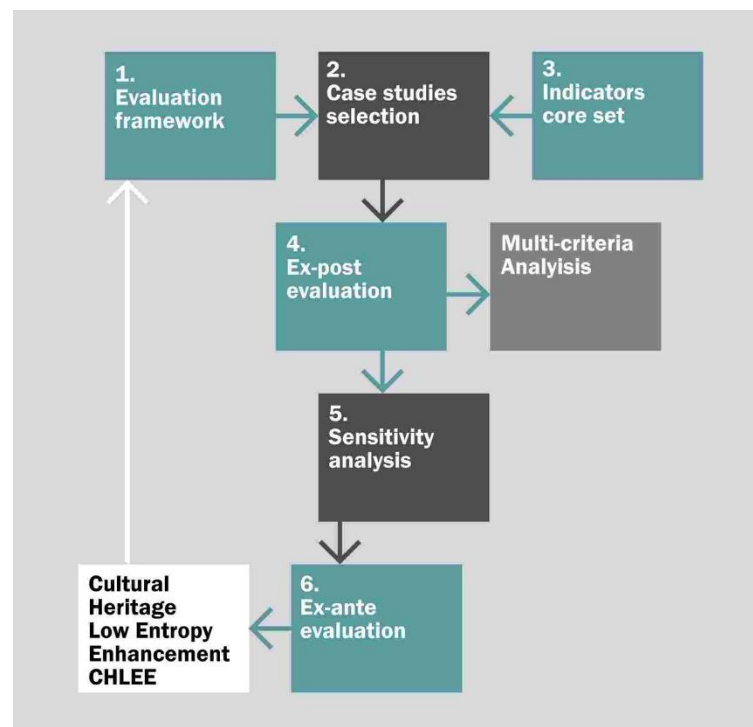 1.
Evaluation
framework
2.
Case studies
selection
3.
Indicators
core set
4.
Ex-post
evaluation
Multi-criteria
Analyisis
5.
Sensitivity
analysis
Cultural
Heritage
Low Entropy
Enhancement
CHLEE
6.
Ex-ante
evaluation